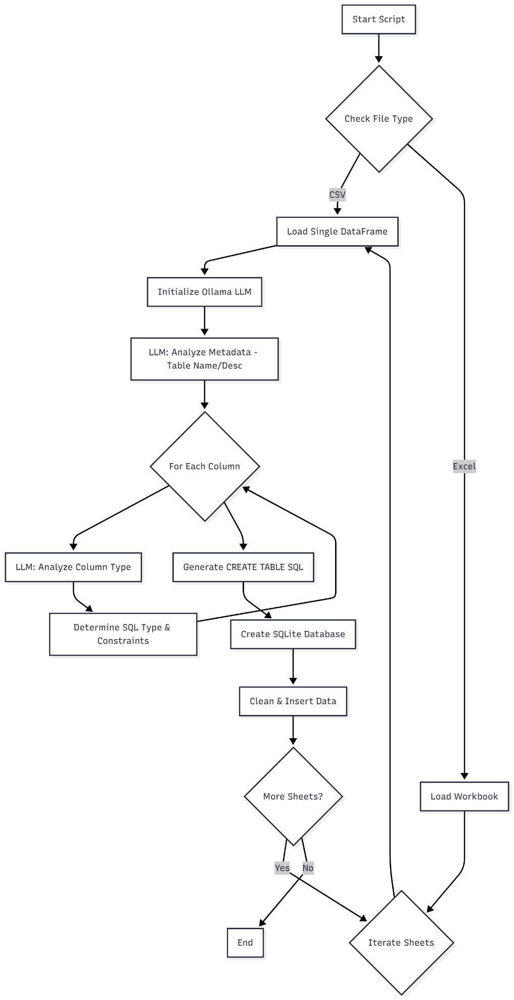 Start Script
Check File Type
CSV
Load Single DataFrame
Initialize Ollama LLM
LLM: Analyze Metadata -
Table Name/Desc
For Each Column
Excel
LLM: Analyze Column Type
Generate CREATE TABLE SQL
Determine SQL Type &
Constraints
Create SQLite Database
Clean & Insert Data
More Sheets?
Load Workbook
Yes
No
End
Iterate Sheets